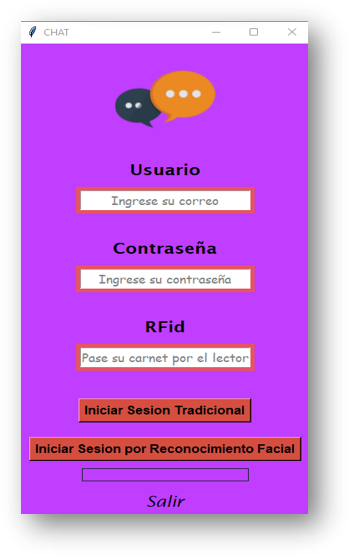 CHAT
Usuario
Ingrese su correo
Contraseña
Ingrese su contraseña
RFid
Pase su carnet por el lector
Iniciar Sesion Tradicional
Iniciar Sesion por Reconocimiento Facial
Salir